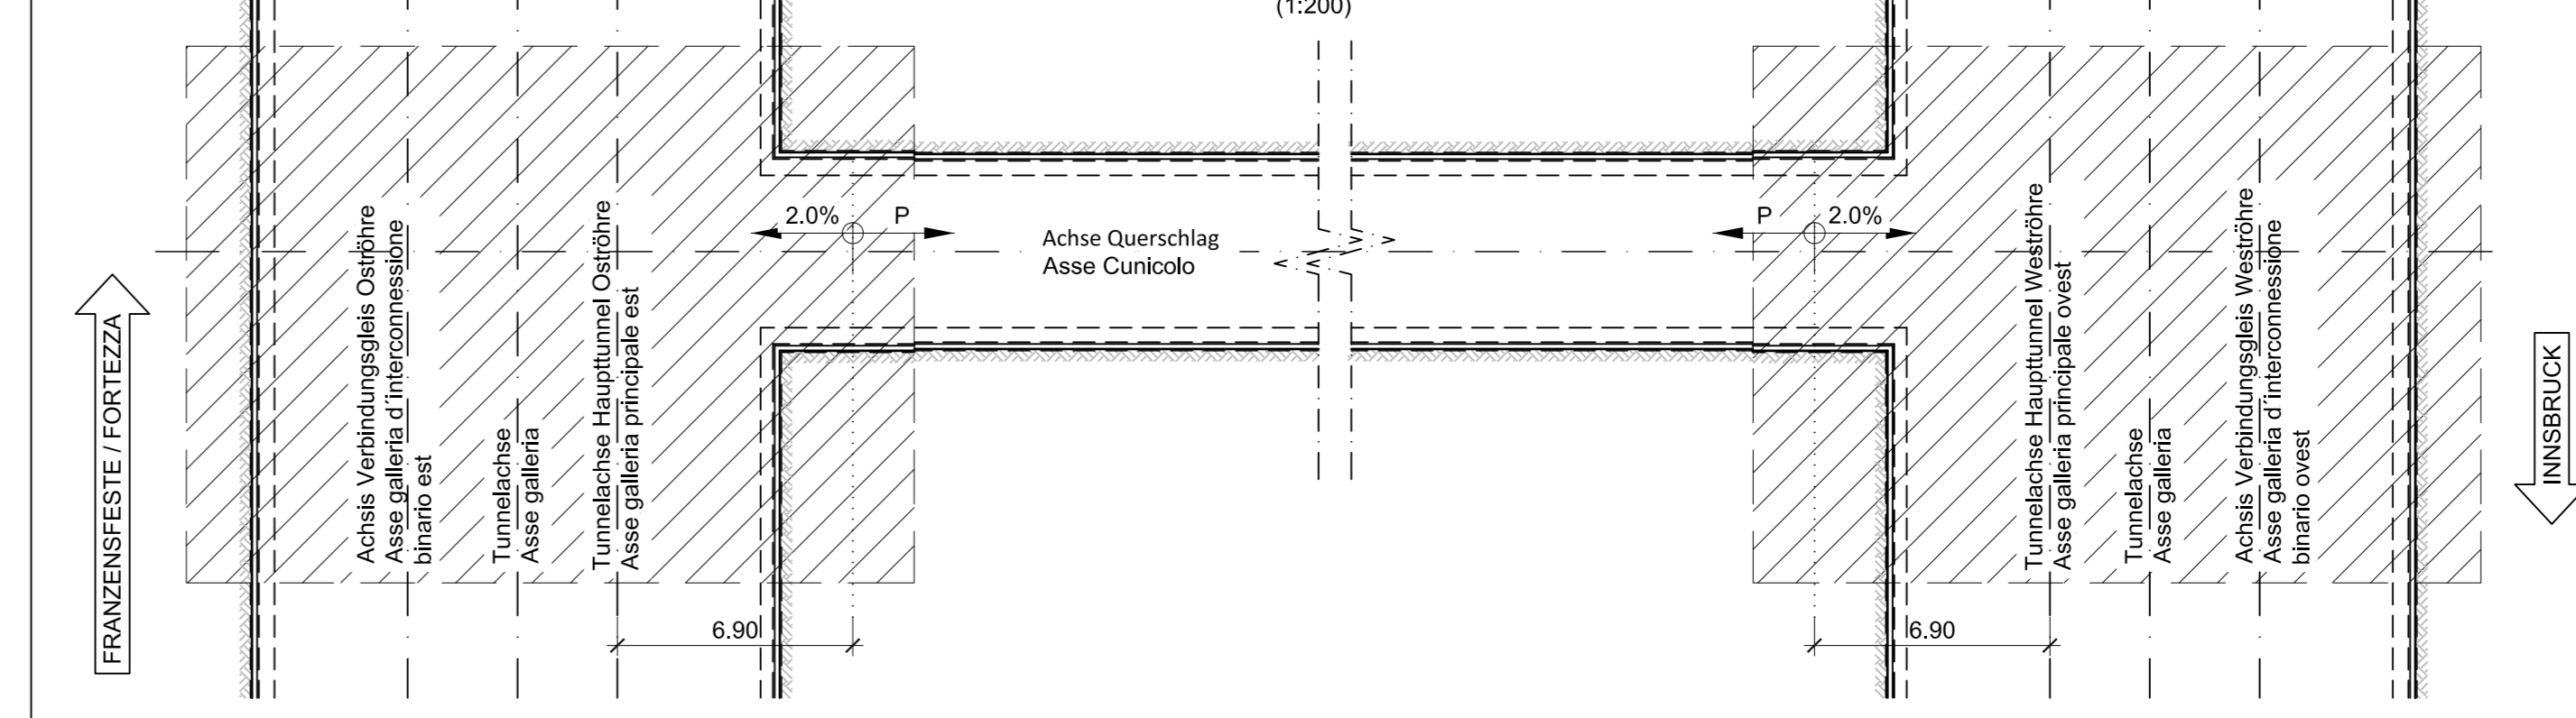 (1:200)
FRANZENSFESTE / FORTEZZA
Achsis Verbindungsgleis Oströhre
Asse galleria d´interconnessione
binario est
Tunnelachse
Asse galleria
Tunnelachse Haupttunnel Oströhre
Asse galleria principale est
2.0%
P
6.90
Achse Querschlag
Asse Cunicolo
P
2.0%
6.90
Tunnelachse Haupttunnel Weströhre
Asse galleria principale ovest
Tunnelachse
Asse galleria
Achsis Verbindungsgleis Weströhre
Asse galleria d´interconnessione
binario ovest
INNSBRUCK